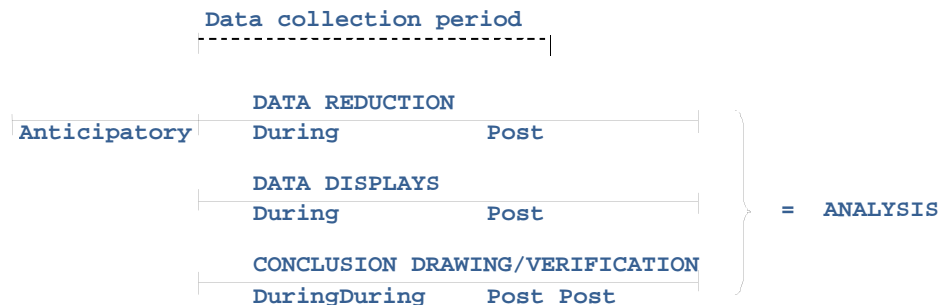 Data collection period
DATA REDUCTION
Anticipatory During Post
DATA DISPLAYS
During Post
= ANALYSIS
CONCLUSION DRAWING/VERIFICATION
DuringDuring Post Post